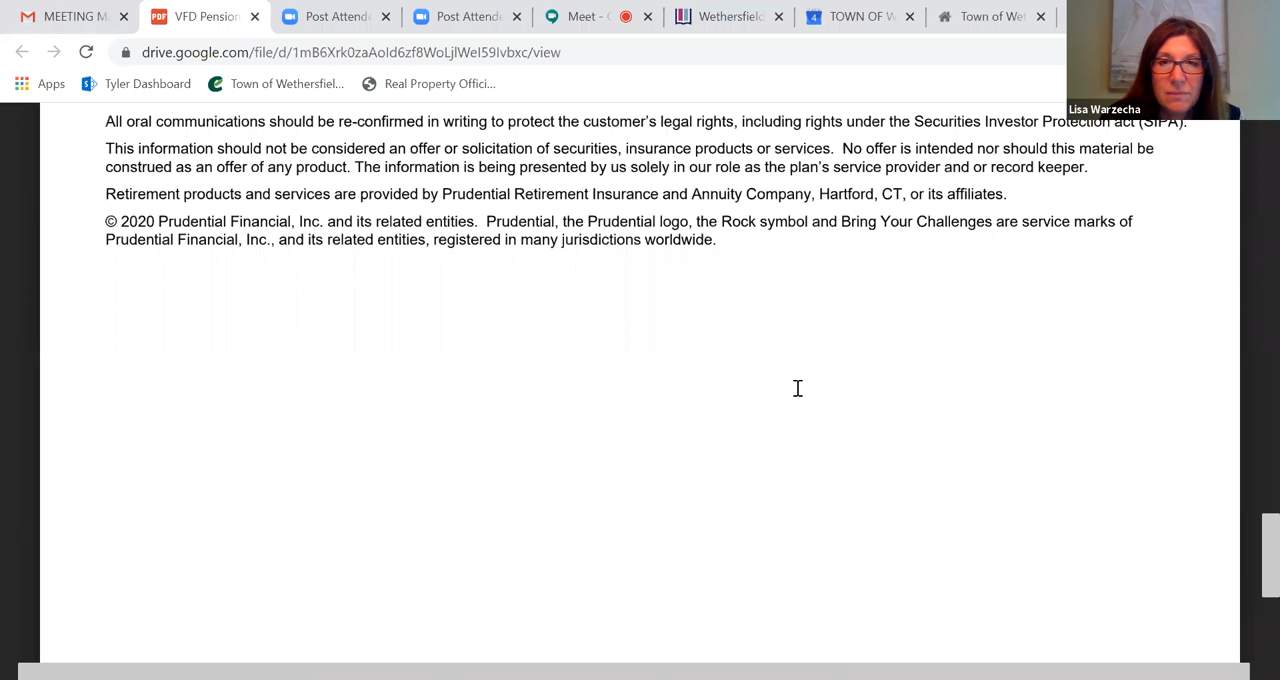 MEETING M
VFD Pension
Post Attende
Post Attende
Meet -
Wethersfield
TOWN OF W
Town of Wet
drive.google.com/file/d/1mB6Xrk0zaAoId6zf8WoLjlWeI59Ivbxc/view
Apps
Tyler Dashboard
Town of Wethersfiel...
Real Property Offici...
Lisa Warzecha
All oral communications should be re-confirmed in writing to protect the customer's legal rights, including rights under the Securities Investor Protection act (SIPA).
This information should not be considered an offer or solicitation of securities, insurance products or services. No offer is intended nor should this material be
construed as an offer of any product. The information is being presented by us solely in our role as the plan's service provider and or record keeper.
Retirement products and services are provided by Prudential Retirement Insurance and Annuity Company, Hartford, CT, or its affiliates.
© 2020 Prudential Financial, Inc. and its related entities. Prudential, the Prudential logo, the Rock symbol and Bring Your Challenges are service marks of
Prudential Financial, Inc., and its related entities, registered in many jurisdictions worldwide.